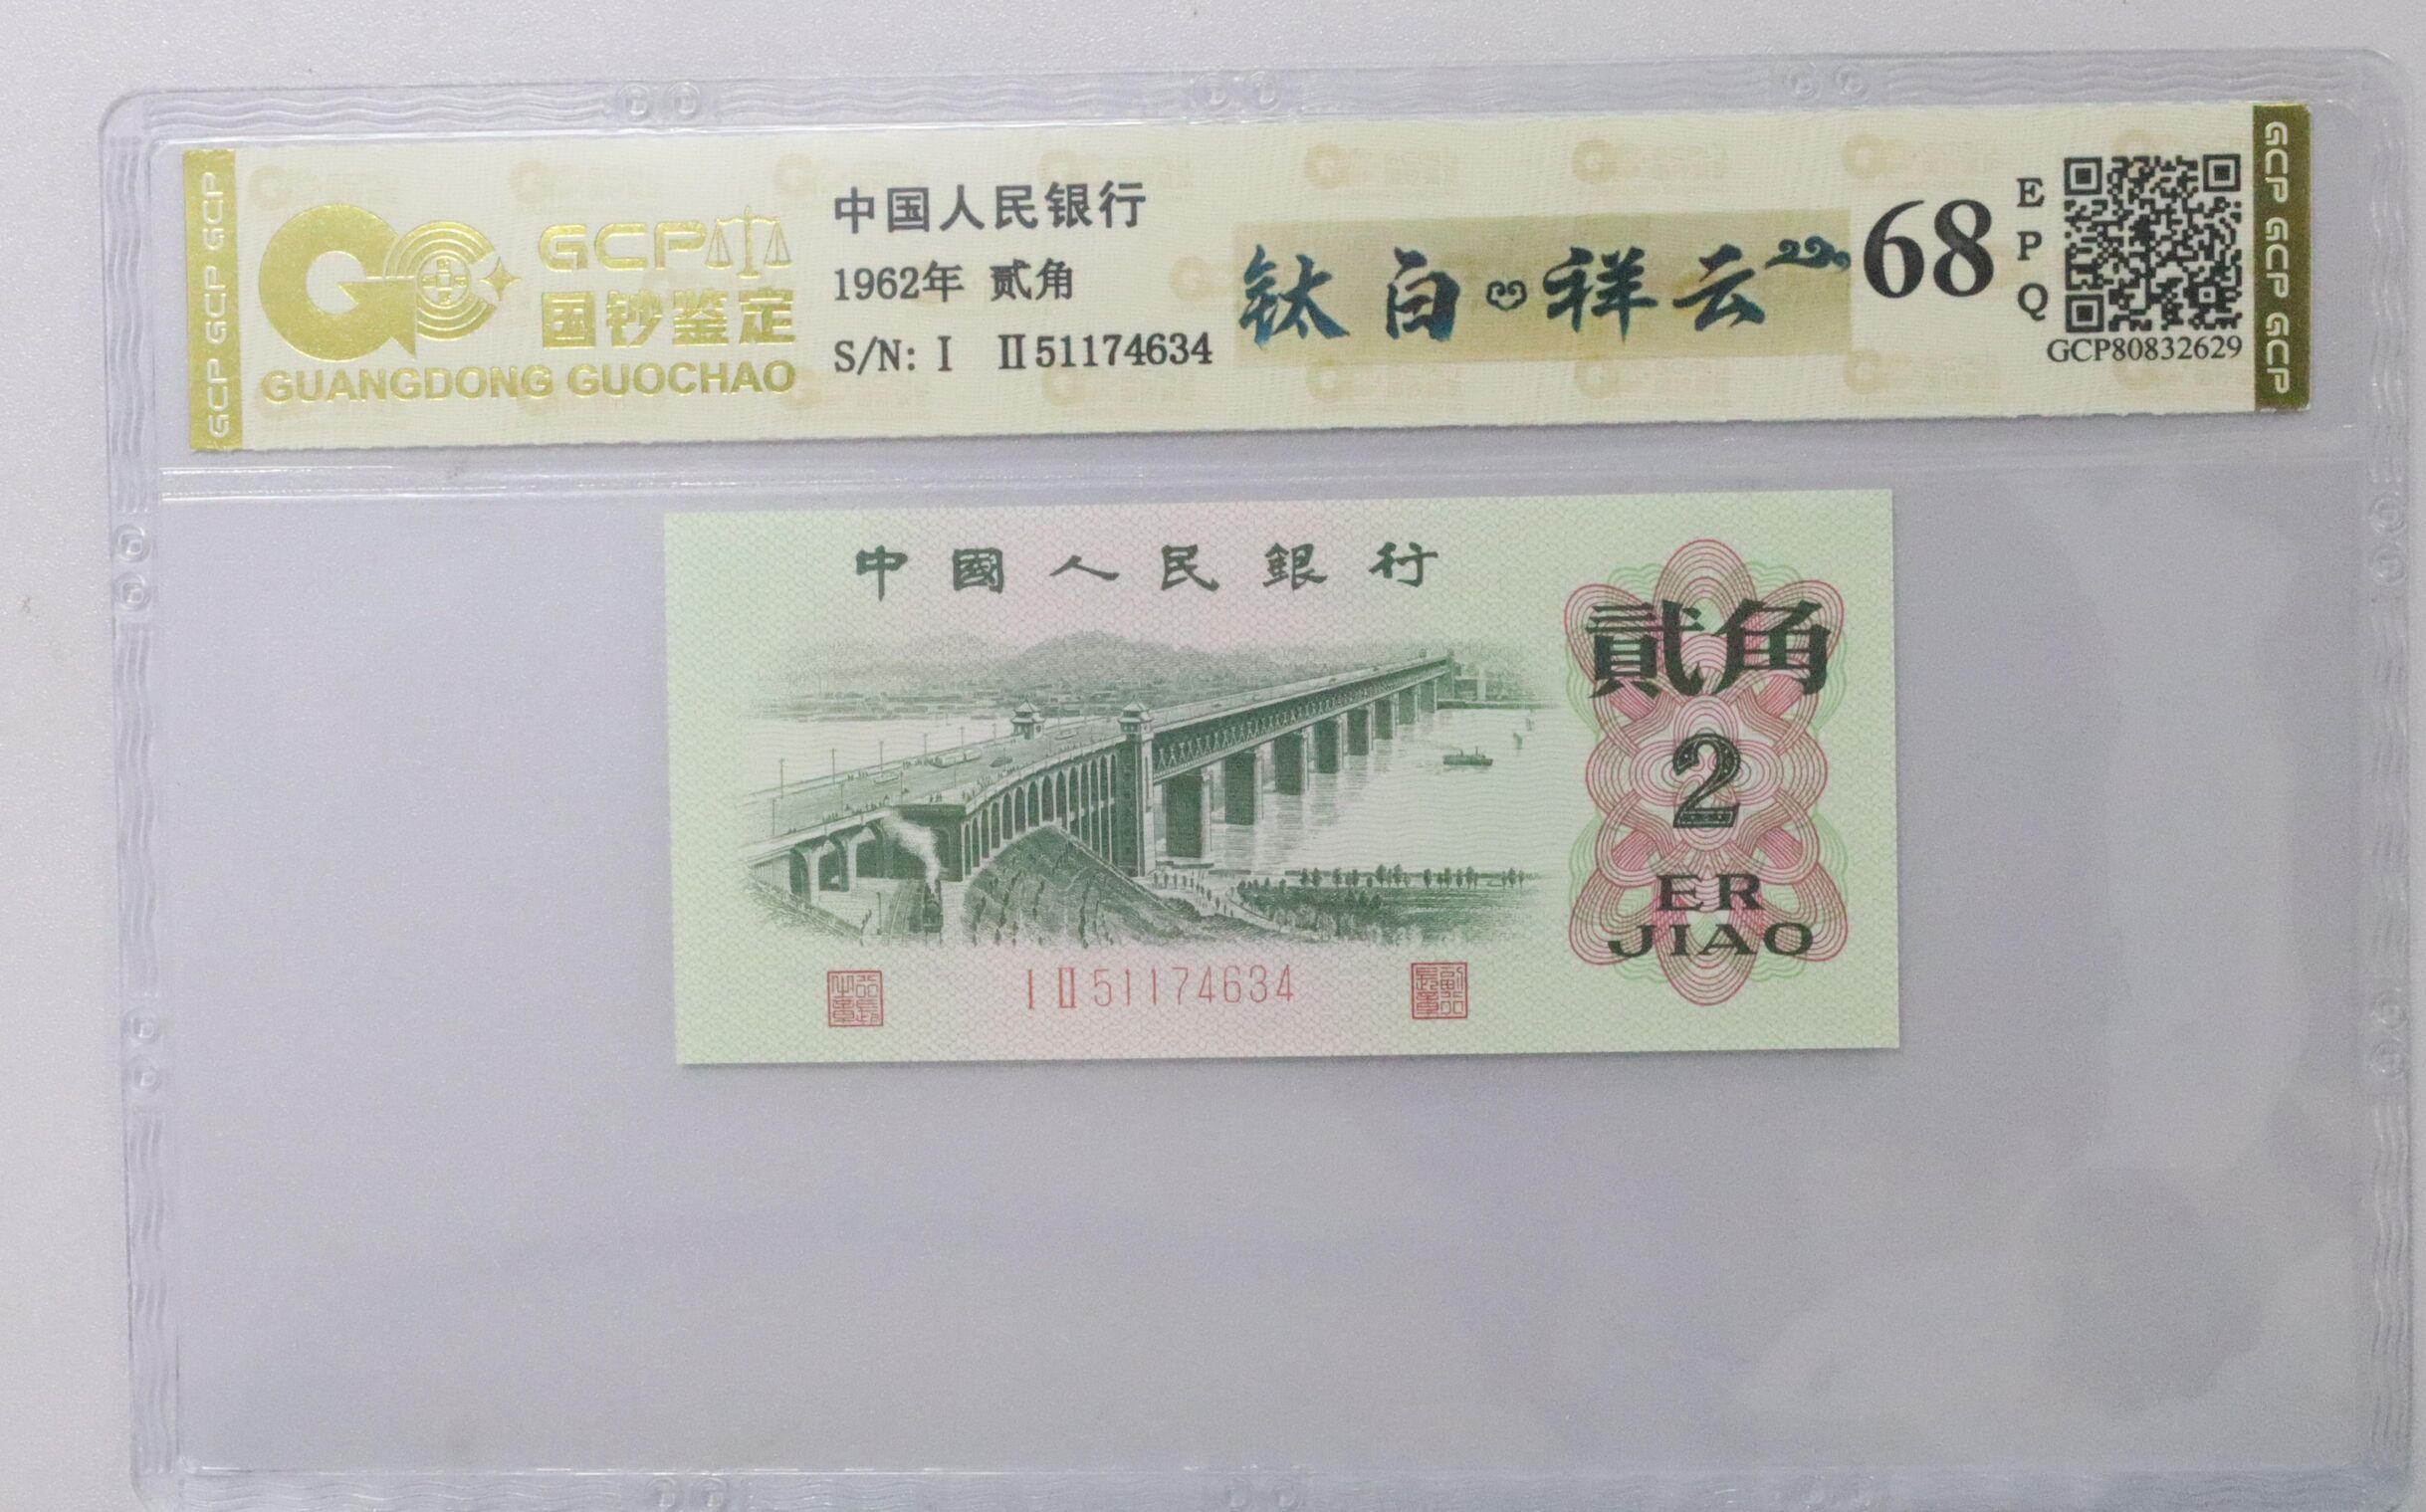 GCP GCP GCP
GCP
国钞鉴定
GUANGDONG GUOCHAO
中国人民银行
1962年 贰角
S/N: I II51174634
钛白祥云
68
E
P
Q
GCP80832629
GCP GCP GCP
中國人民銀行
貳角
2
ER
JIAO
I II 51174634